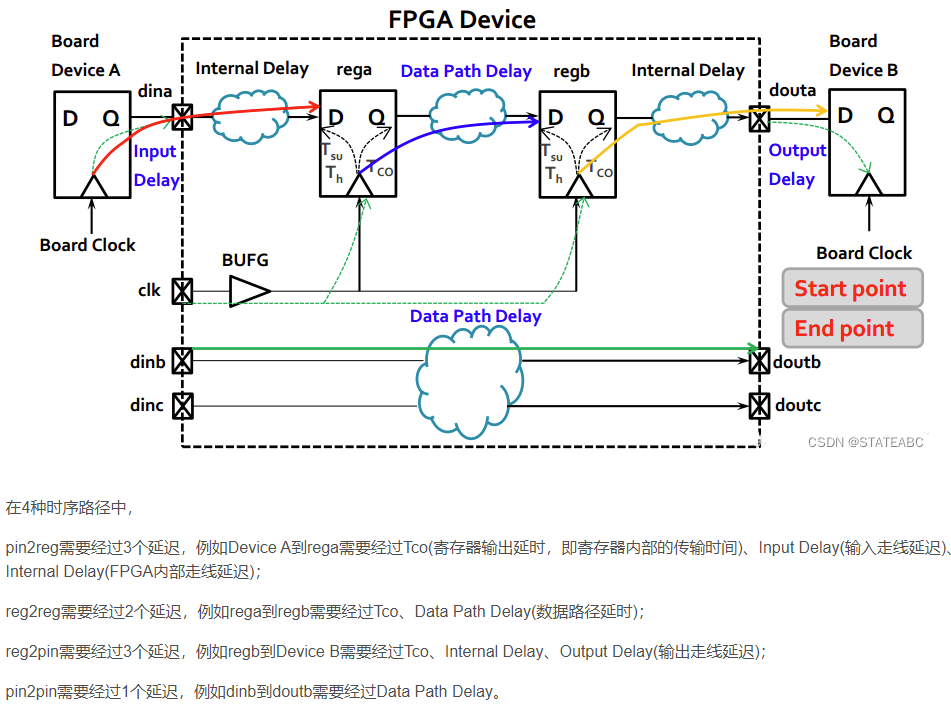 FPGA Device
Board
Device A
Board
Device B
Internal Delay
rega
Data Path Delay
regb
Internal Delay
dina
douta
D Q
D Q
D Q
D Q
Input
Delay
Tsu
Th
TCO
Tsu
Th
TCO
Output
Delay
Board Clock
Board Clock
BUFG
clk
Start point
Data Path Delay
End point
dinb
doutb
dinc
doutc
CSDN @STATEABC
在4种时序路径中，
pin2reg需要经过3个延迟，例如Device A到rega需要经过Tco(寄存器输出延时，即寄存器内部的传输时间)、Input Delay(输入走线延迟)、
Internal Delay(FPGA内部走线延迟)；
reg2reg需要经过2个延迟，例如rega到regb需要经过Tco、Data Path Delay(数据路径延时)；
reg2pin需要经过3个延迟，例如regb到Device B需要经过Tco、Internal Delay、Output Delay(输出走线延迟)；
pin2pin需要经过1个延迟，例如dinb到doutb需要经过Data Path Delay。